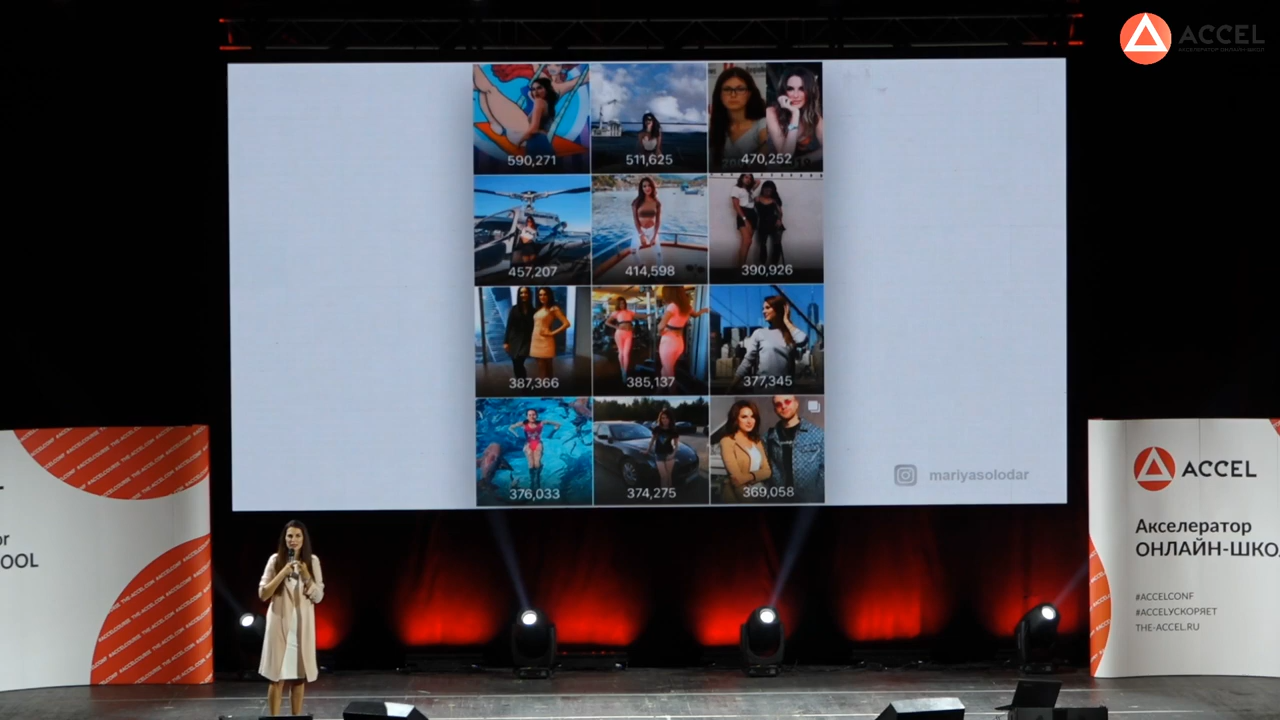 ACCEL
АКСЕЛЕРАТОР ОНЛАЙН-ШКОЛ
590,271
511,625
470,252
457,207
414,598
390,926
387,366
385,137
377,345
376,033
374,275
369,058
mariyasolodar
OOL
ACCEL
Акселератор
ОНЛАЙН-ШКО
#ACCELCONF
#ACCELУСКОРЯЕТ
THE-ACCEL.RU